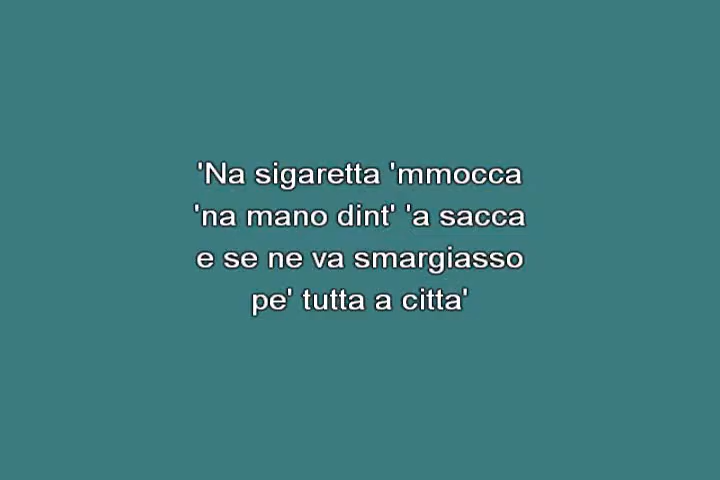 'Na sigaretta 'mmocca
'na mano dint' 'a sacca
e se ne va smargiasso
pe' tutta a citta'